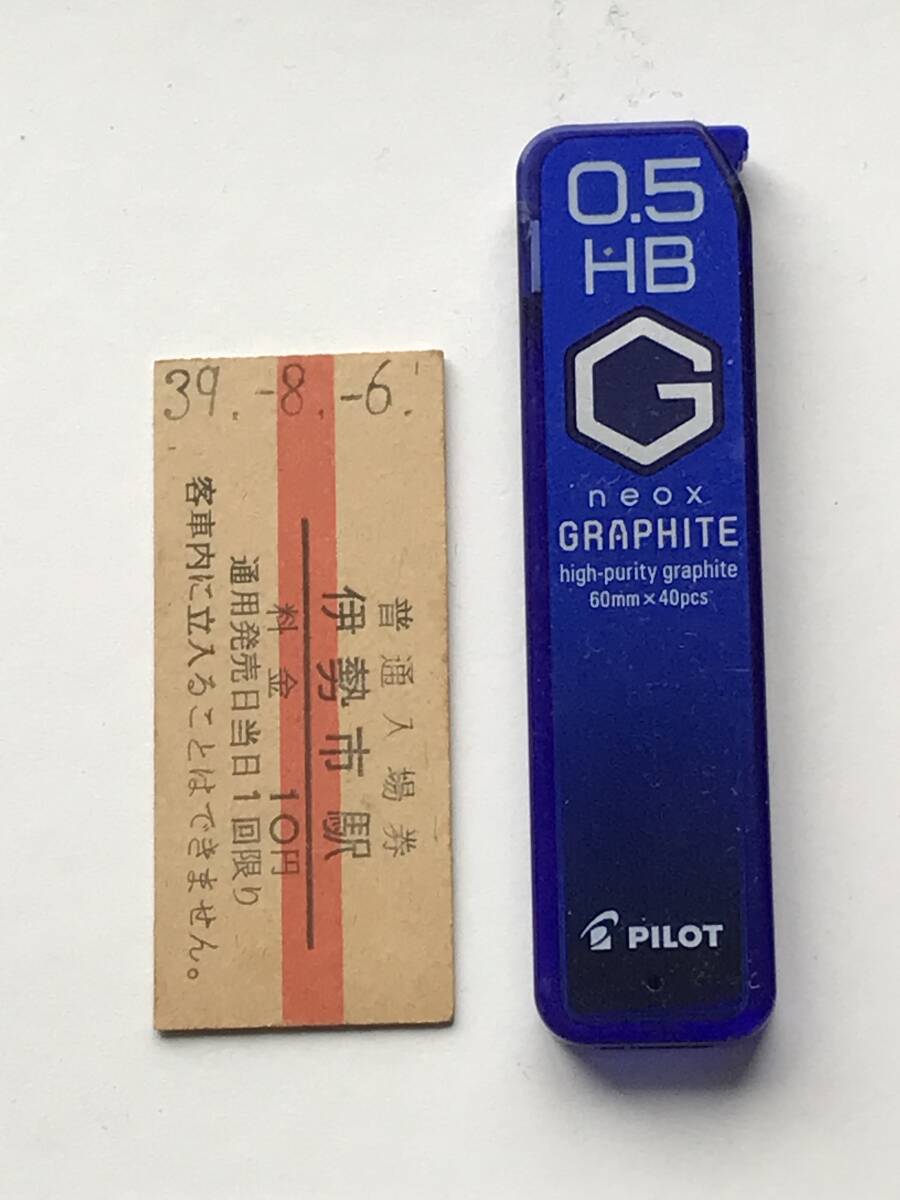 39.-8.-6.
普通入場券
伊勢市駅
料金 10円
通用発売日当日1回限り
客車内に立入ることはできません。
0.5
HB
G
neox
GRAPHITE
high-purity graphite
60mm×40pcs
PILOT